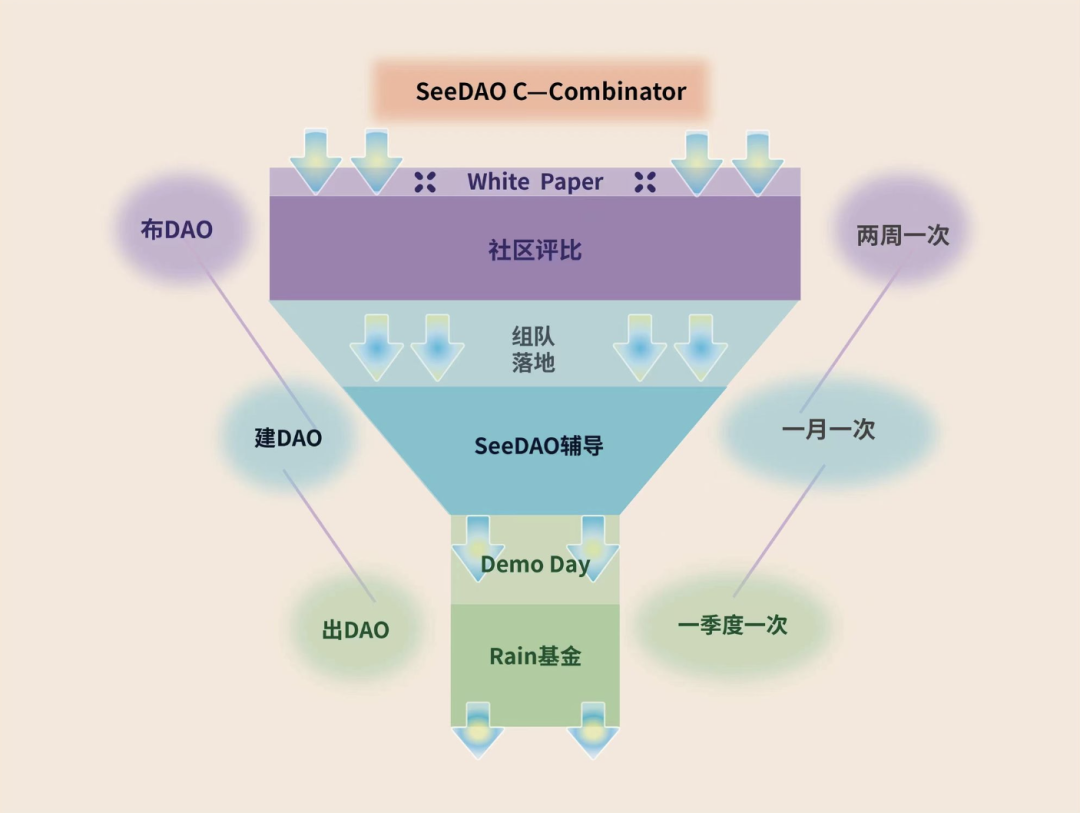 SeeDAO C—Combinator
White Paper
布DAO
社区评比
两周一次
组队
落地
建DAO
SeeDAO辅导
一月一次
Demo Day
出DAO
Rain基金
一季度一次